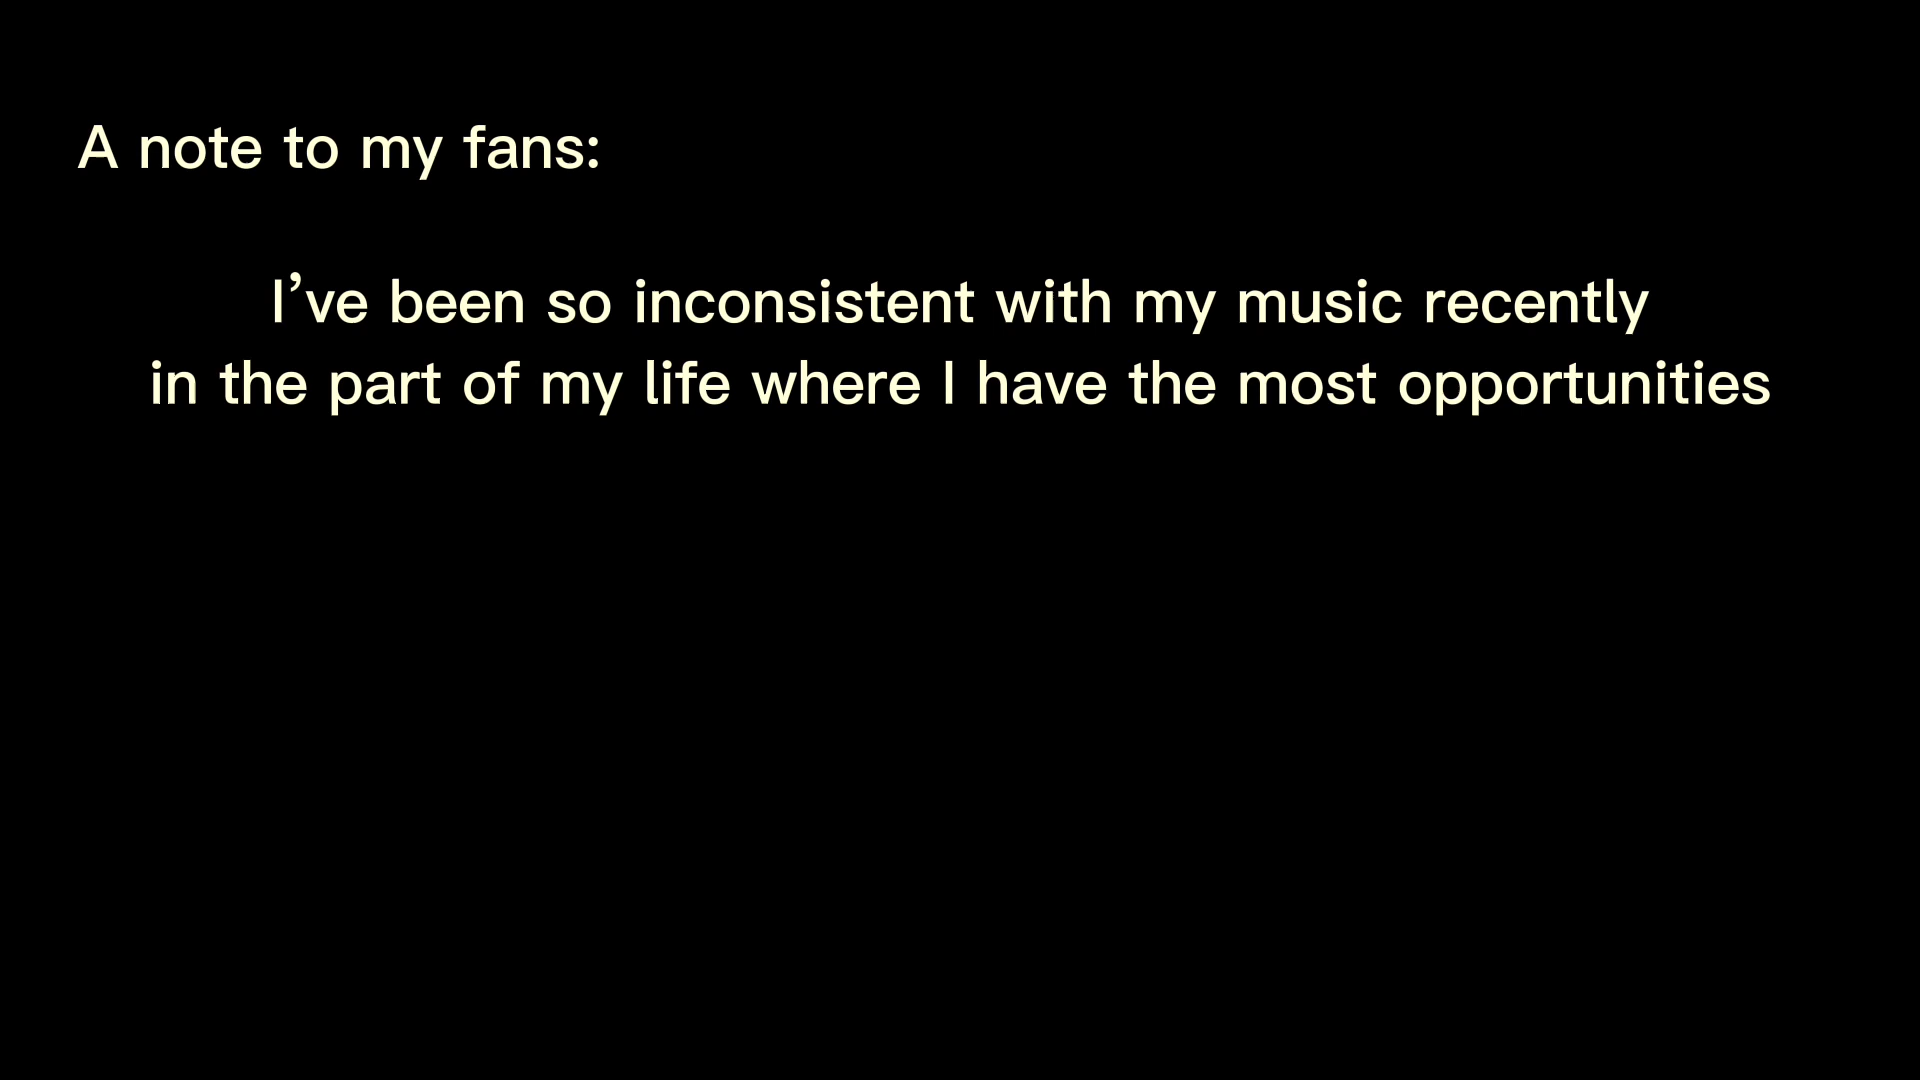 A note to my fans:
I’ve been so inconsistent with my music recently
in the part of my life where I have the most opportunities